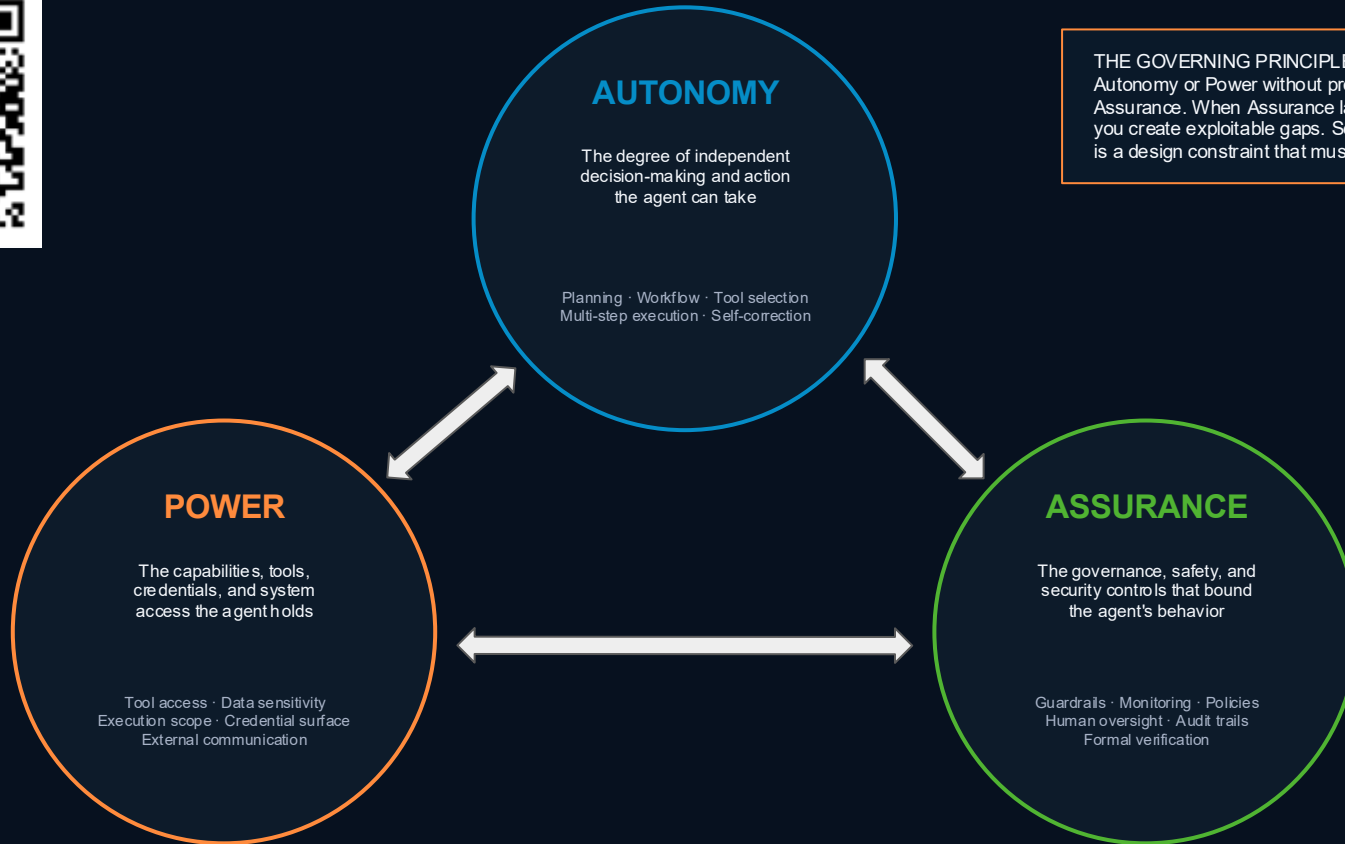 AUTONOMY
The degree of independent
decision-making and action
the agent can take
Planning · Workflow · Tool selection
Multi-step execution · Self-correction
THE GOVERNING PRINCIPLE
Autonomy or Power without
Assurance. When Assurance
you create exploitable gaps.
is a design constraint that
POWER
The capabilities, tools,
credentials, and system
access the agent holds
Tool access · Data sensitivity
Execution scope · Credential surface
External communication
ASSURANCE
The governance, safety, and
security controls that bound
the agent's behavior
Guardrails · Monitoring · Policies
Human oversight · Audit trails
Formal verification